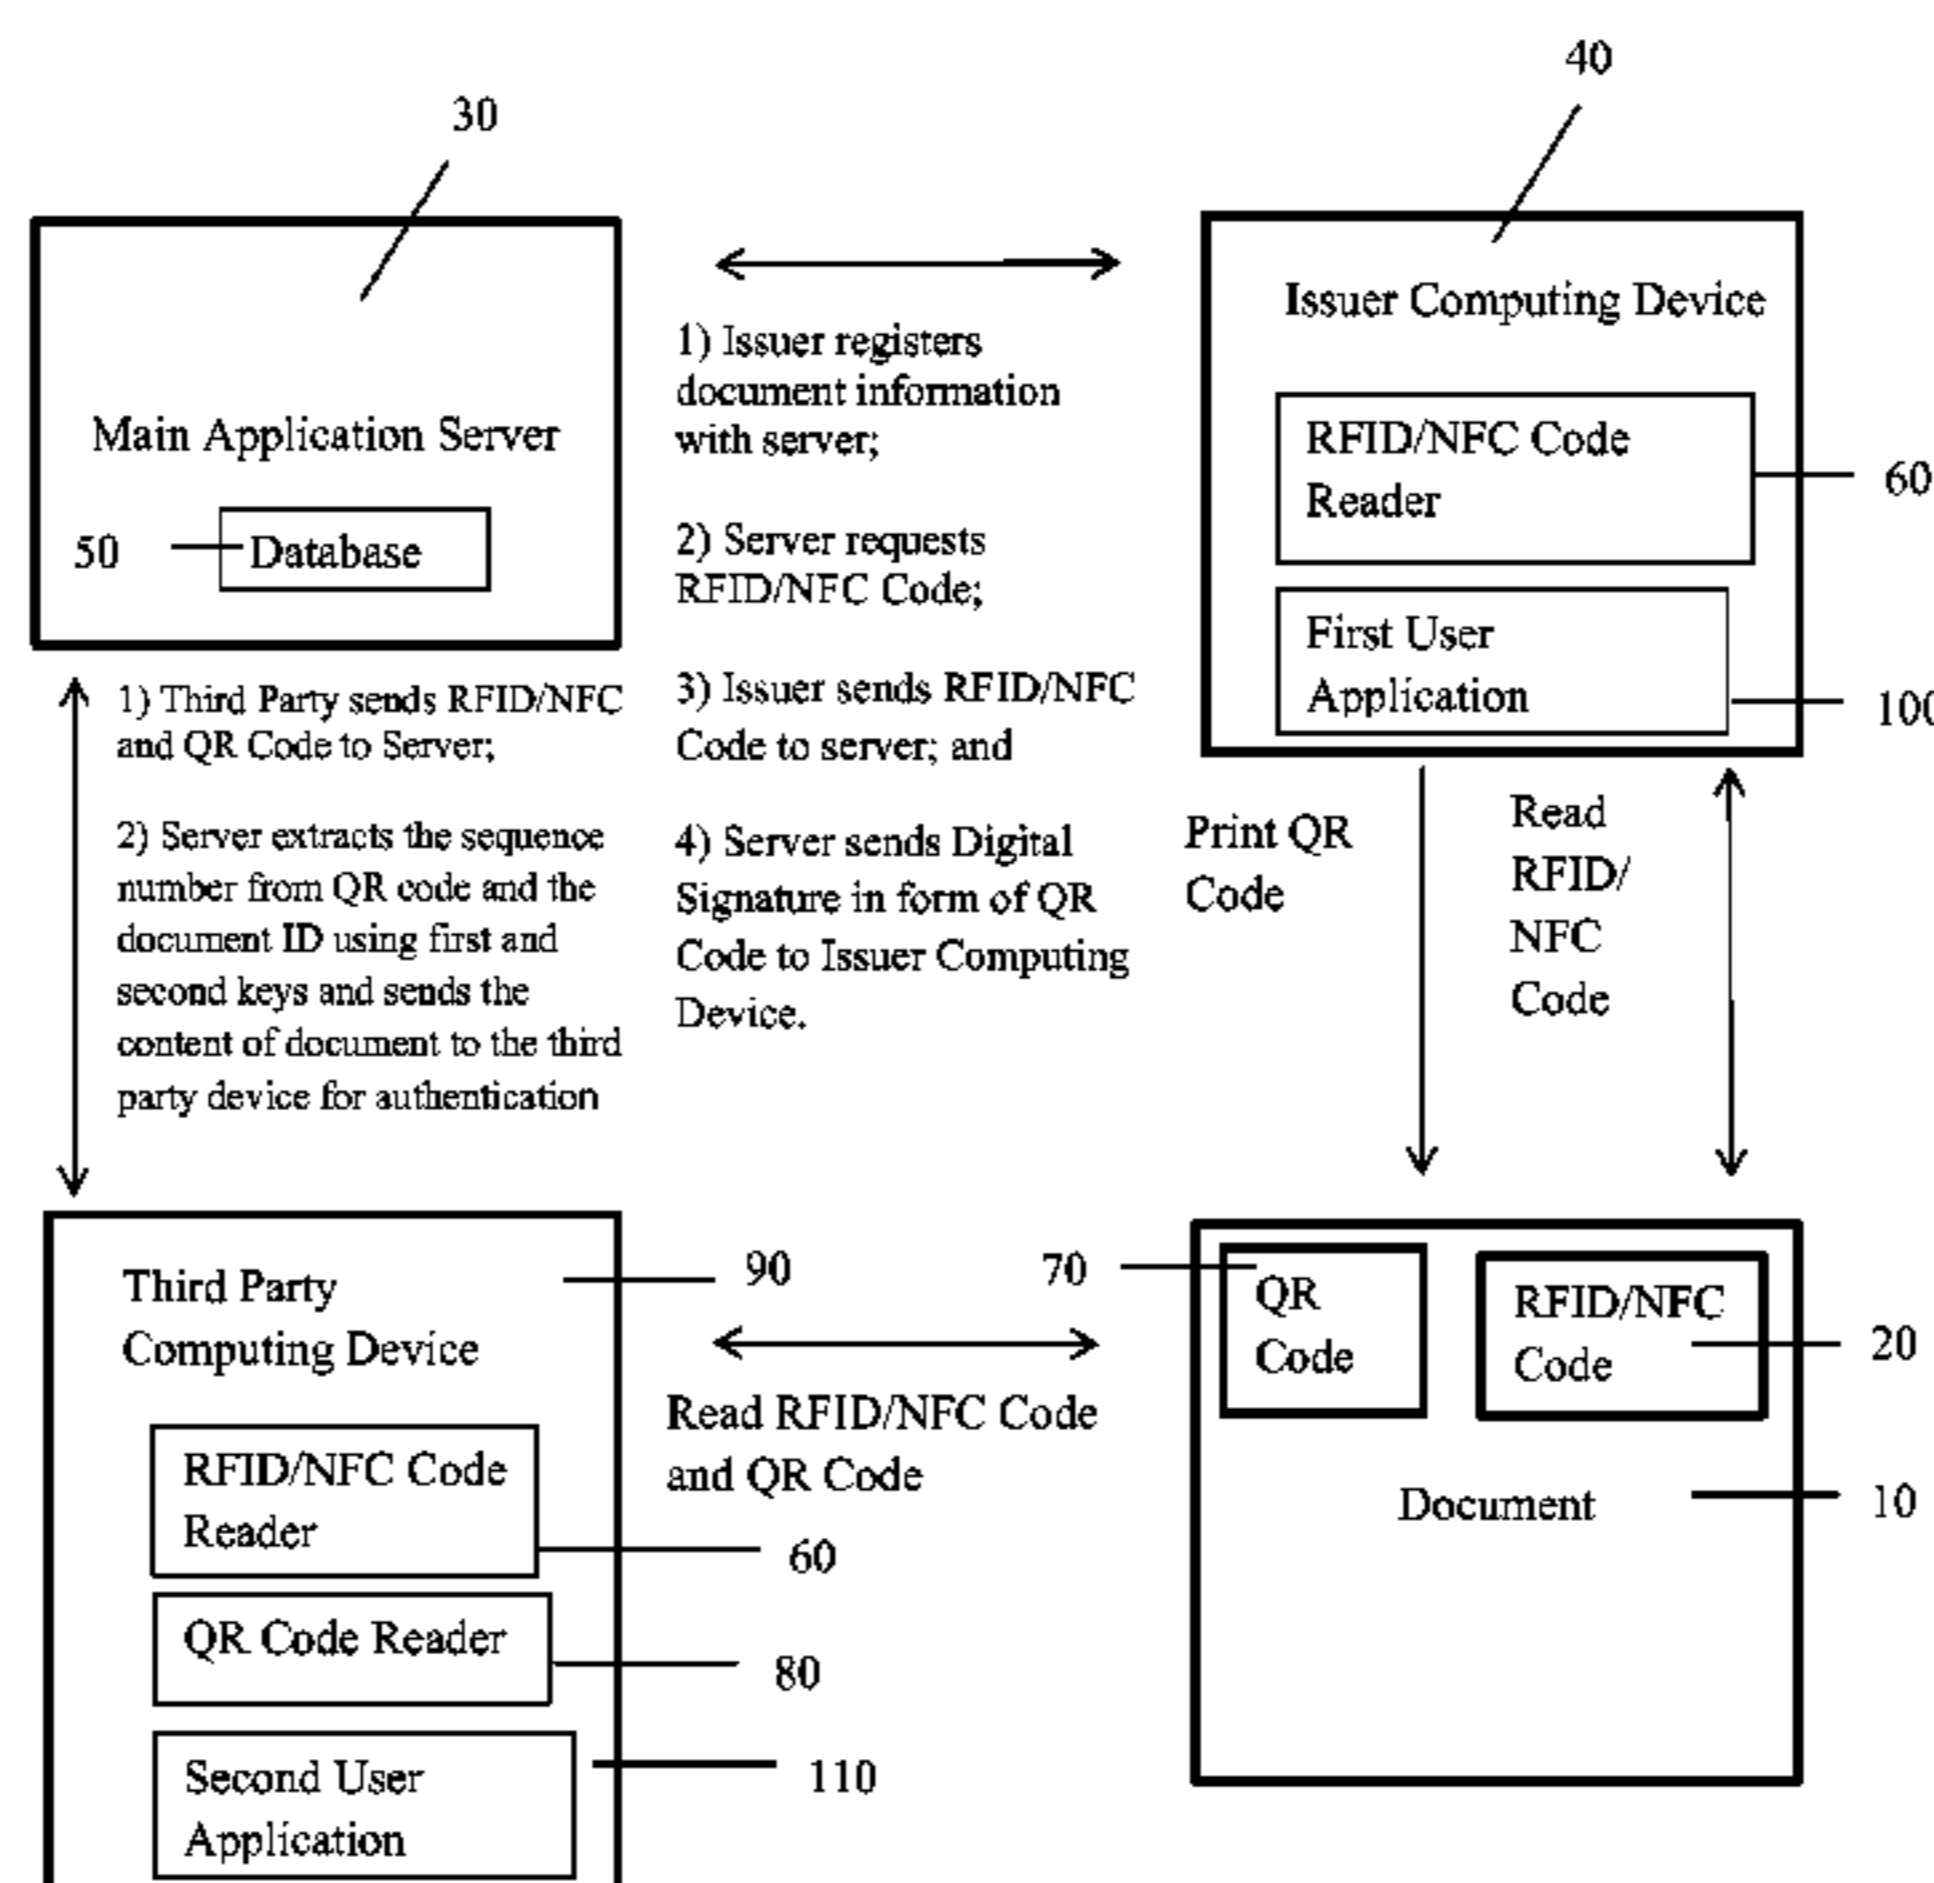 30
40
Main Application Server
50
Database
1) Issuer registers
document information
with server;
2) Server requests
RFID/NFC Code;
3) Issuer sends RFID/NFC
Code to server; and
4) Server sends Digital
Signature in form of QR
Code to Issuer Computing
Device.
Issuer Computing Device
RFID/NFC Code
Reader
60
First User
Application
100
1) Third Party sends RFID/NFC
and QR Code to Server;
2) Server extracts the sequence
number from QR code and the
document ID using first and
second keys and sends the
content of document to the third
party device for authentication
Print QR
Code
Read
RFID/
NFC
Code
Third Party
Computing Device
90
RFID/NFC Code
Reader
60
QR Code Reader
80
Second User
Application
110
Read RFID/NFC Code
and QR Code
70
QR
Code
RFID/NFC
Code
20
Document
10